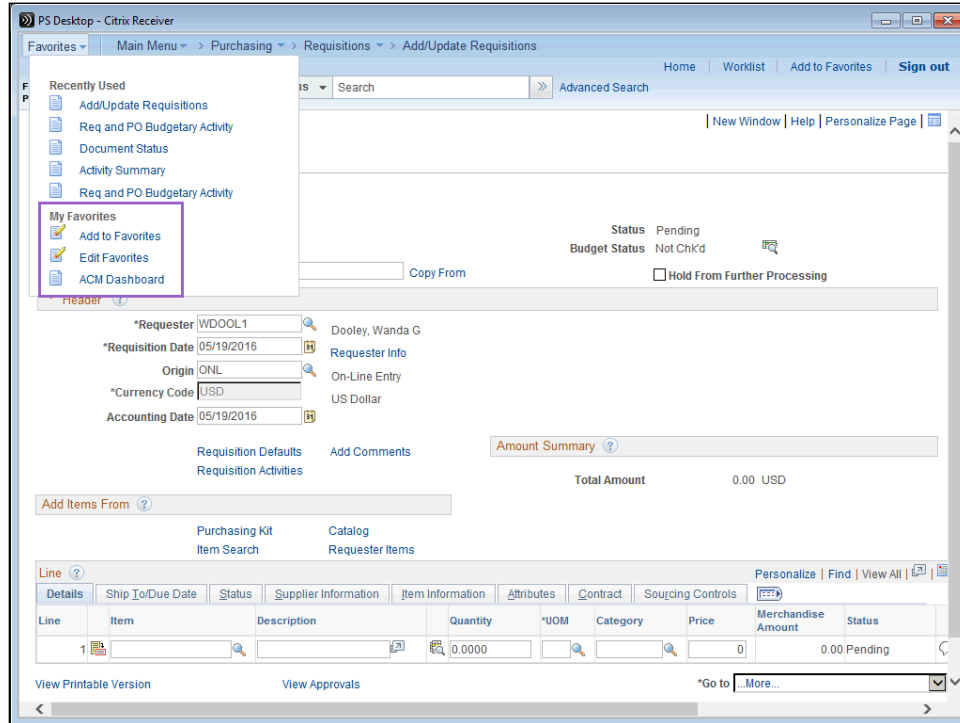 PS Desktop - Citrix Receiver
Favorites Main Menu > Purchasing > Requisitions > Add/Update Requisitions
Home Worklist Add to Favorites Sign out
Search Advanced Search
New Window | Help | Personalize Page |
Recently Used
Add/Update Requisitions
Req and PO Budgetary Activity
Document Status
Activity Summary
Req and PO Budgetary Activity
My Favorites
Add to Favorites
Edit Favorites
ACM Dashboard
Status Pending
Budget Status Not Chk'd
Copy From
Hold From Further Processing
Header
*Requester WDOOL1 Dooley, Wanda G
*Requisition Date 05/19/2016 Requester Info
Origin ONL On-Line Entry
*Currency Code USD US Dollar
Accounting Date 05/19/2016
Requisition Defaults Add Comments
Requisition Activities
Amount Summary
Total Amount 0.00 USD
Add Items From
Purchasing Kit Catalog
Item Search Requester Items
Line Personalize | Find | View All |
Details Ship To/Due Date Status Supplier Information Item Information Attributes Contract Sourcing Controls
Line Item Description Quantity *UOM Category Price Merchandise Amount Status
1 0.0000 0 0.00 Pending
View Printable Version View Approvals *Go to ...More...